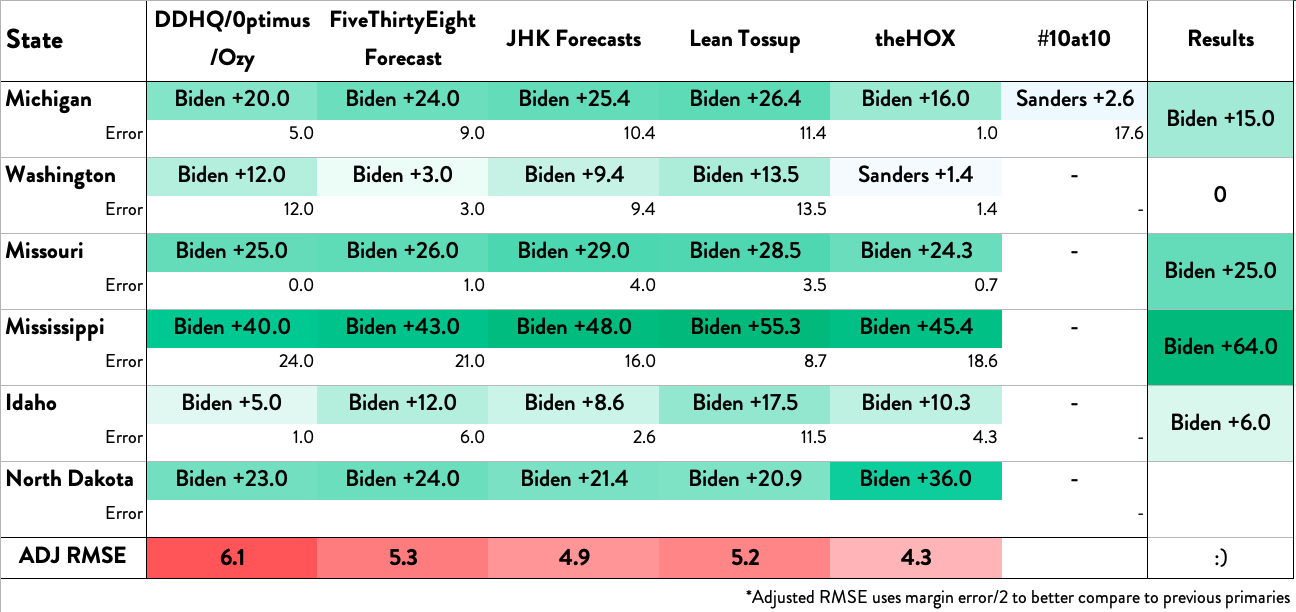 State DDHQ/0ptimus/Ozy FiveThirtyEight Forecast JHK Forecasts Lean Tossup theHOX #10at10 Results
Michigan Biden +20.0 Biden +24.0 Biden +25.4 Biden +26.4 Biden +16.0 Sanders +2.6 Biden +15.0
Error 5.0 9.0 10.4 11.4 1.0 17.6
Washington Biden +12.0 Biden +3.0 Biden +9.4 Biden +13.5 Sanders +1.4 - 0
Error 12.0 3.0 9.4 13.5 1.4 -
Missouri Biden +25.0 Biden +26.0 Biden +29.0 Biden +28.5 Biden +24.3 - Biden +25.0
Error 0.0 1.0 4.0 3.5 0.7
Mississippi Biden +40.0 Biden +43.0 Biden +48.0 Biden +55.3 Biden +45.4 - Biden +64.0
Error 24.0 21.0 16.0 8.7 18.6
Idaho Biden +5.0 Biden +12.0 Biden +8.6 Biden +17.5 Biden +10.3 - Biden +6.0
Error 1.0 6.0 2.6 11.5 4.3 -
North Dakota Biden +23.0 Biden +24.0 Biden +21.4 Biden +20.9 Biden +36.0 -
Error -
ADJ RMSE 6.1 5.3 4.9 5.2 4.3 :)
*Adjusted RMSE uses margin error/2 to better compare to previous primaries